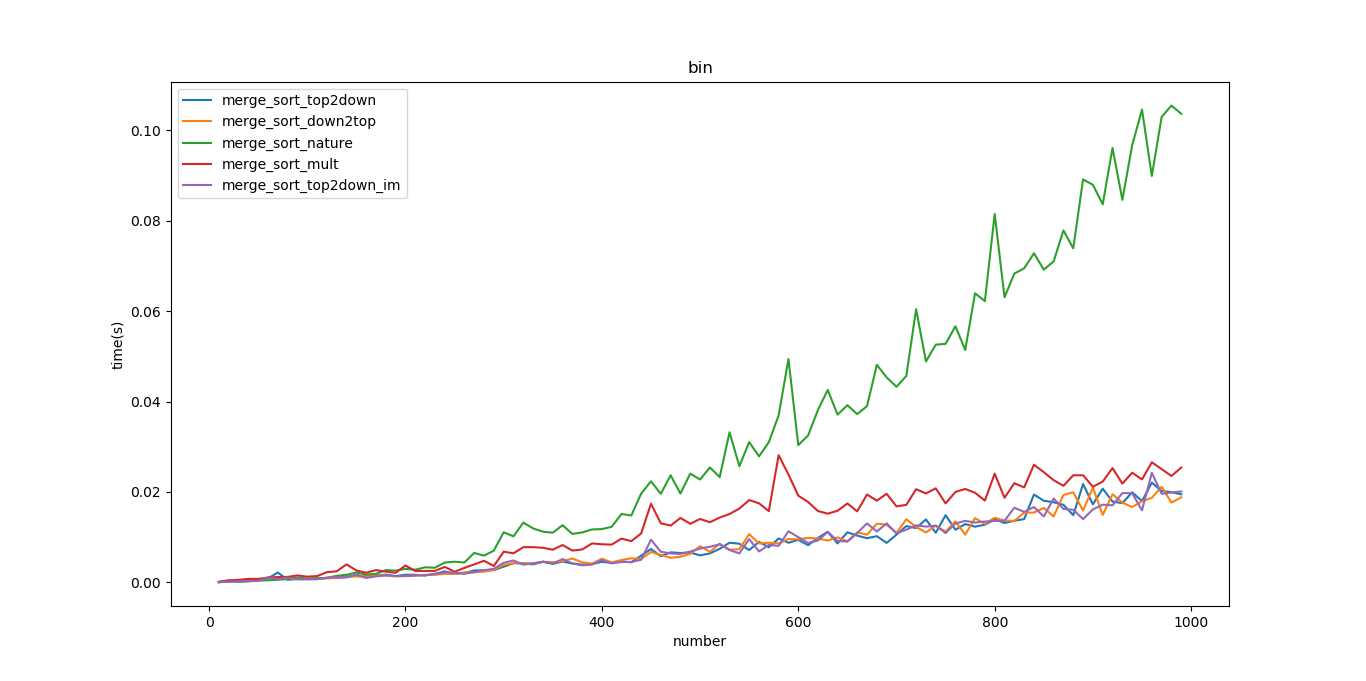 bin
merge_sort_top2down
merge_sort_down2top
merge_sort_nature
merge_sort_mult
merge_sort_top2down_im
time(s)
0.10
0.08
0.06
0.04
0.02
0.00
0 200 400 600 800 1000
number